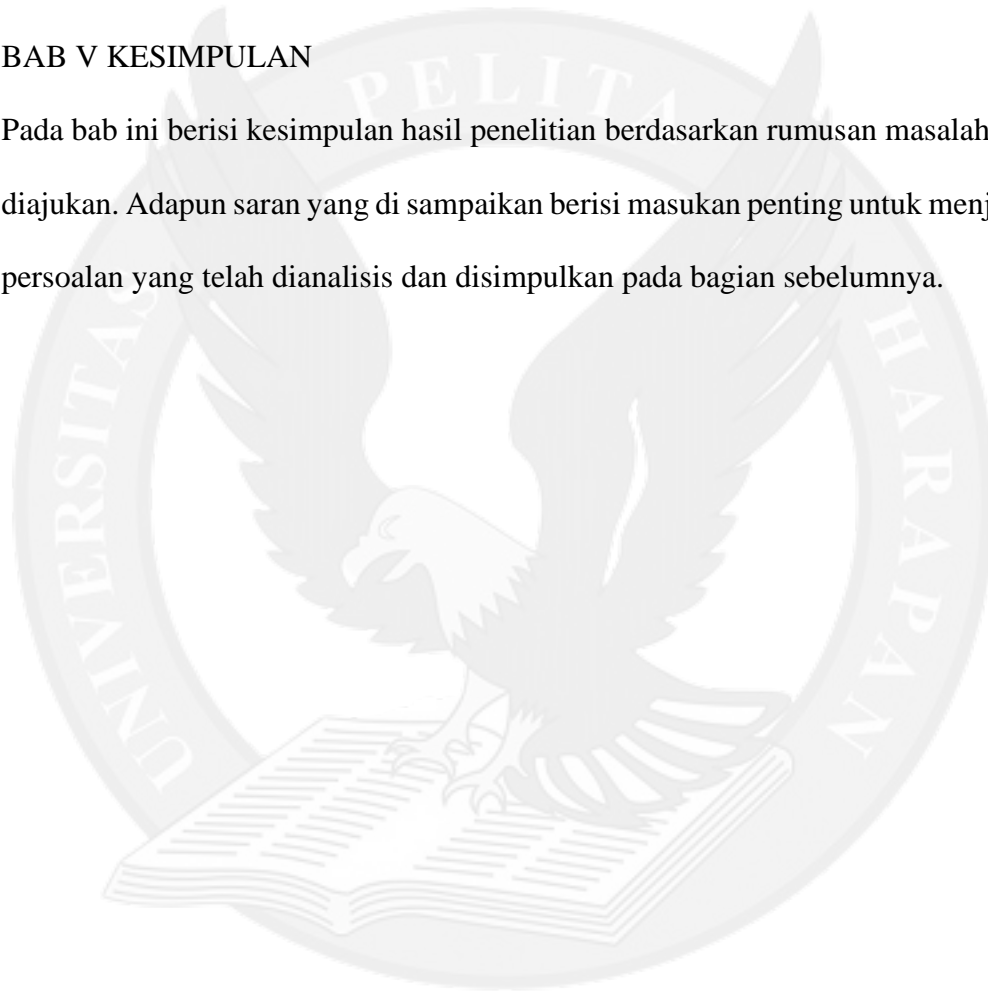 BAB V KESIMPULAN
Pada bab ini berisi kesimpulan hasil penelitian berdasarkan rumusan masalah
diajukan. Adapun saran yang di sampaikan berisi masukan penting untuk menj
persoalan yang telah dianalisis dan disimpulkan pada bagian sebelumnya.
UNIVERSITAS PELITA HARAPAN